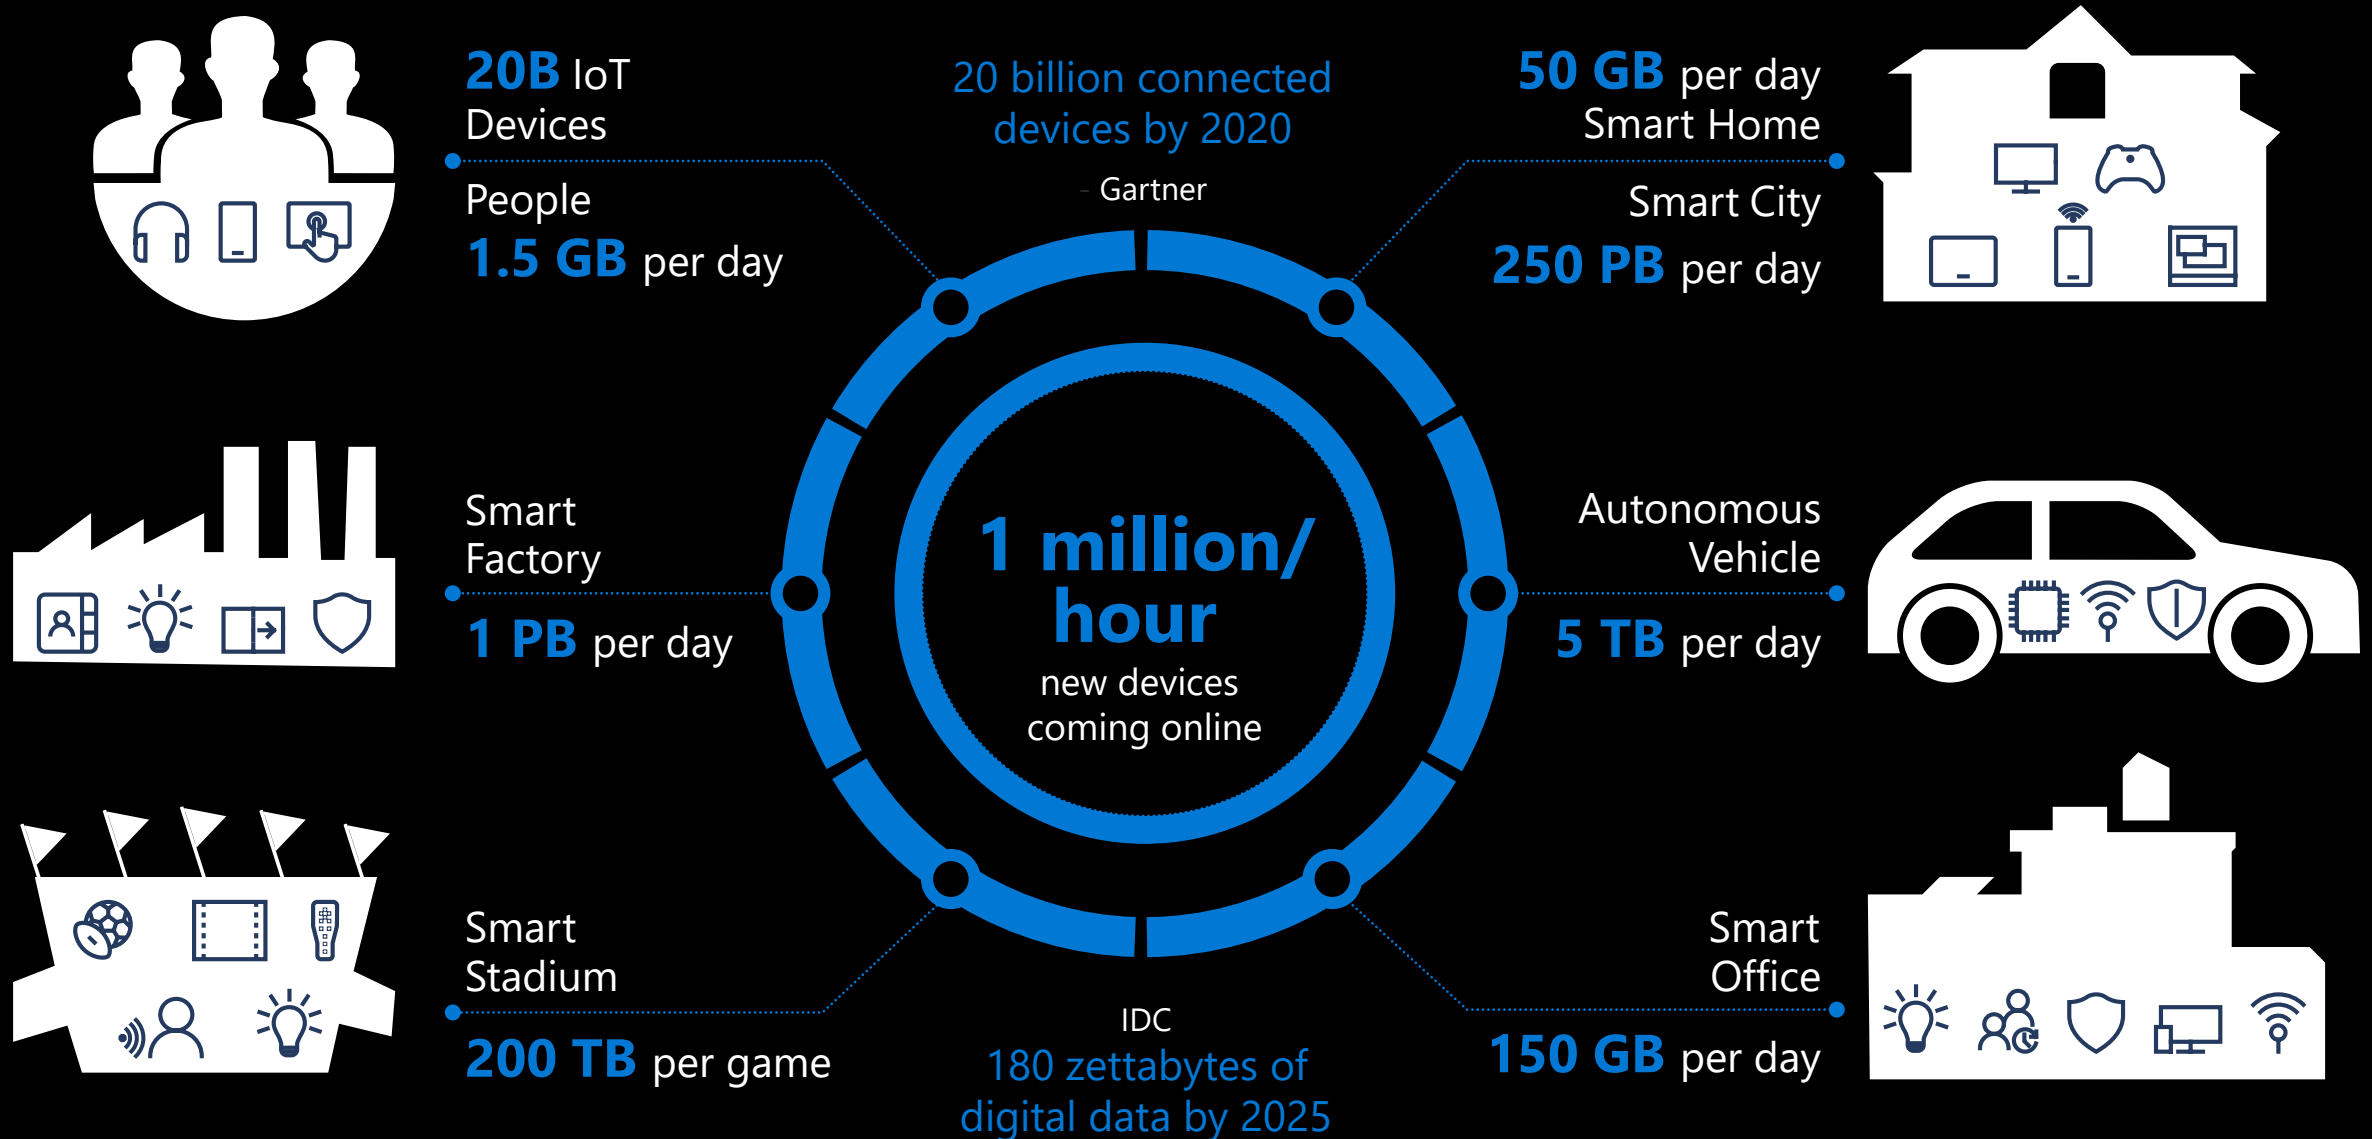 20B IoT
Devices
People
1.5 GB per day
20 billion connected
devices by 2020
- Gartner
50 GB per day
Smart Home
Smart City
250 PB per day
Smart
Factory
1 PB per day
1 million/
hour
new devices
coming online
Autonomous
Vehicle
5 TB per day
Smart
Stadium
200 TB per game
IDC
180 zettabytes of
digital data by 2025
Smart
Office
150 GB per day